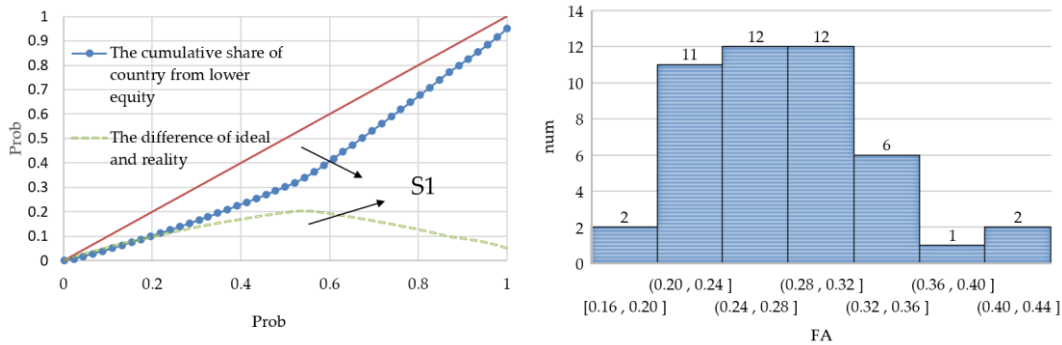 1
0.9
0.8
0.7
0.6
0.5
0.4
0.3
0.2
0.1
0
Prob
The cumulative share of
country from lower
equity
The difference of ideal
and reality
S1
0 0.2 0.4 0.6 0.8 1
Prob
14
12
10
8
6
4
2
0
num
2 11 12 12 6 1 2
(0.20 , 0.24 ] (0.28 , 0.32 ] (0.36 , 0.40 ]
[0.16 , 0.20 ] (0.24 , 0.28 ] (0.32 , 0.36 ] (0.40 , 0.44 ]
FA